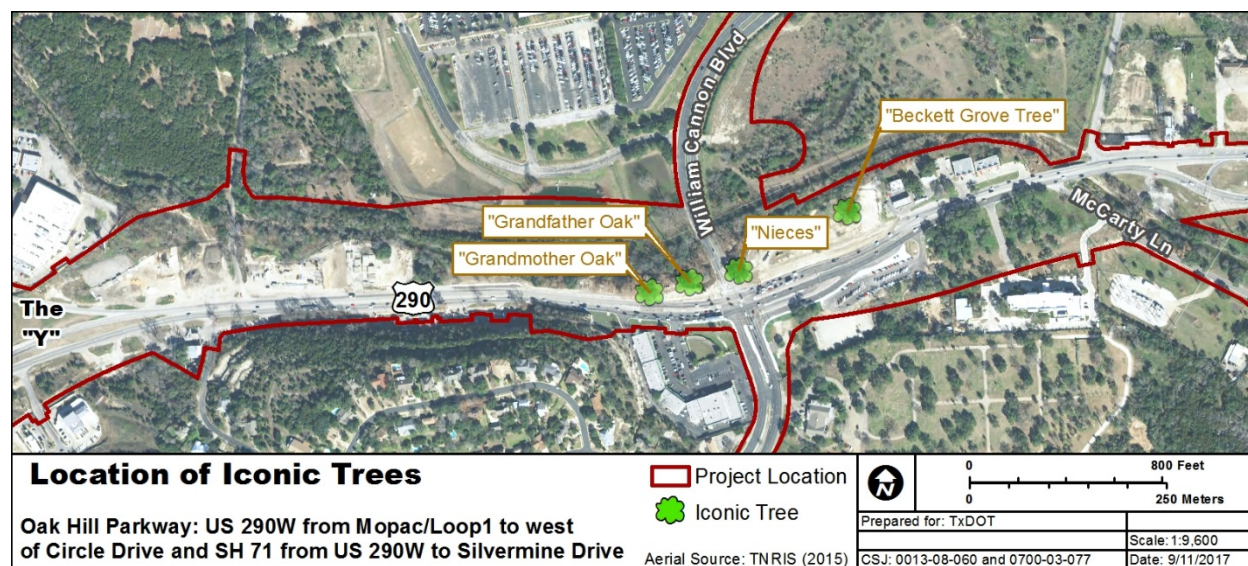 William Cannon Blvd
"Beckett Grove Tree"
McCarty Ln
"Grandfather Oak"
"Nieces"
"Grandmother Oak"
The
"Y"
290
Location of Iconic Trees
Oak Hill Parkway: US 290W from Mopac/Loop1 to west
of Circle Drive and SH 71 from US 290W to Silvermine Drive
Project Location
Iconic Tree
Aerial Source: TNRIS (2015)
N
0 800 Feet
0 250 Meters
Prepared for: TxDOT
Scale: 1:9,600
CSJ: 0013-08-060 and 0700-03-077
Date: 9/11/2017